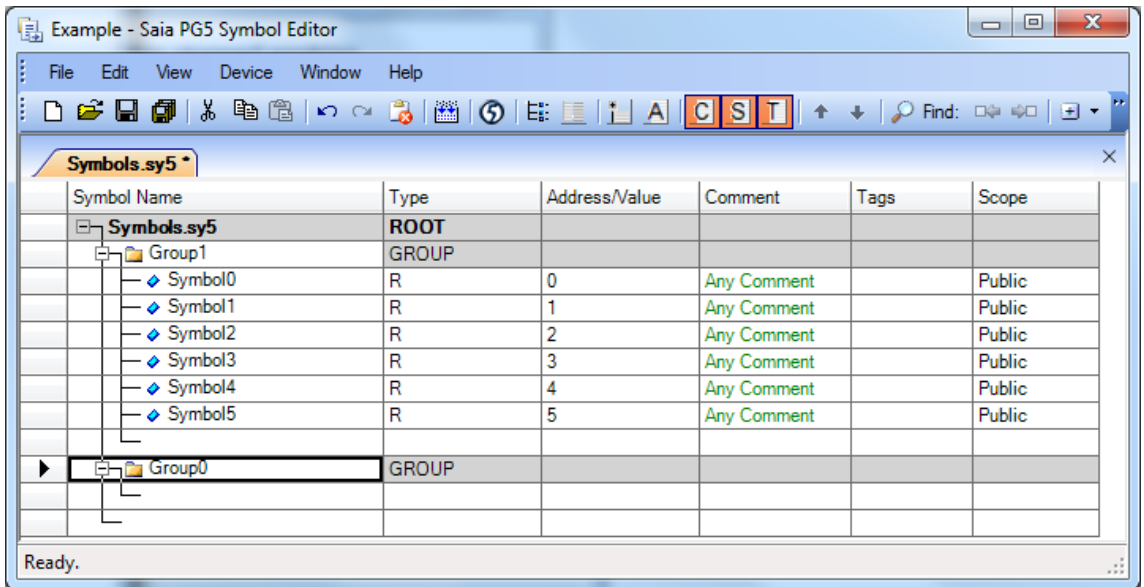 Example - Saia PG5 Symbol Editor
File Edit View Device Window Help
A C S T Find:
Symbols.sy5 *
Symbol Name Type Address/Value Comment Tags Scope
Symbols.sy5 ROOT
Group1 GROUP
Symbol0 R 0 Any Comment Public
Symbol1 R 1 Any Comment Public
Symbol2 R 2 Any Comment Public
Symbol3 R 3 Any Comment Public
Symbol4 R 4 Any Comment Public
Symbol5 R 5 Any Comment Public
Group0 GROUP
Ready.